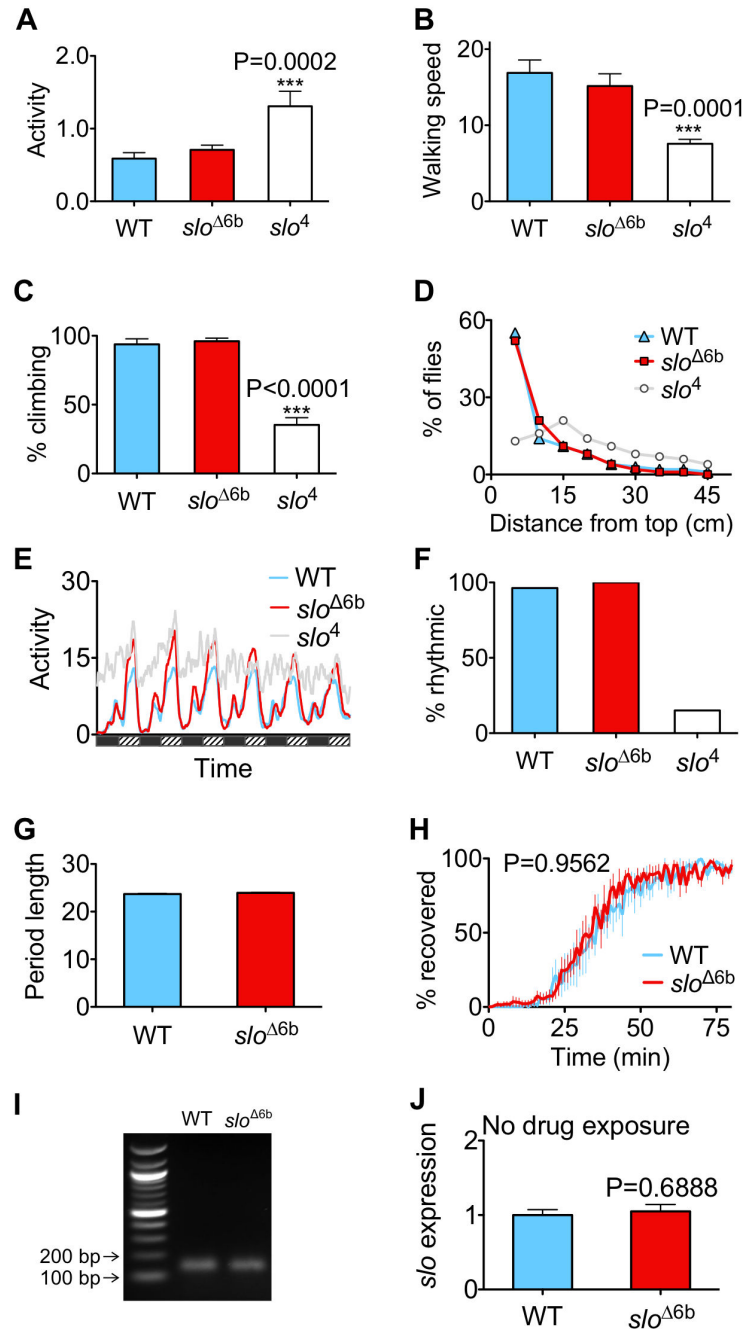 A
Activity
2.0
1.0
0.0
P=0.0002
***
WT
slo^Δ6b
slo^4
B
Walking speed
20
10
0
P=0.0001
***
WT
slo^Δ6b
slo^4
C
% climbing
100
50
0
P<0.0001
***
WT
slo^Δ6b
slo^4
D
% of flies
60
30
0
WT
slo^Δ6b
slo^4
0 15 30 45
Distance from top (cm)
E
Activity
30
15
0
WT
slo^Δ6b
slo^4
Time
F
% rhythmic
100
50
0
WT
slo^Δ6b
slo^4
G
Period length
30
20
10
0
WT
slo^Δ6b
H
% recovered
100
50
0
P=0.9562
WT
slo^Δ6b
0 25 50 75
Time (min)
I
WT slo^Δ6b
200 bp→
100 bp→
J
slo expression
No drug exposure
2
1
0
P=0.6888
WT
slo^Δ6b